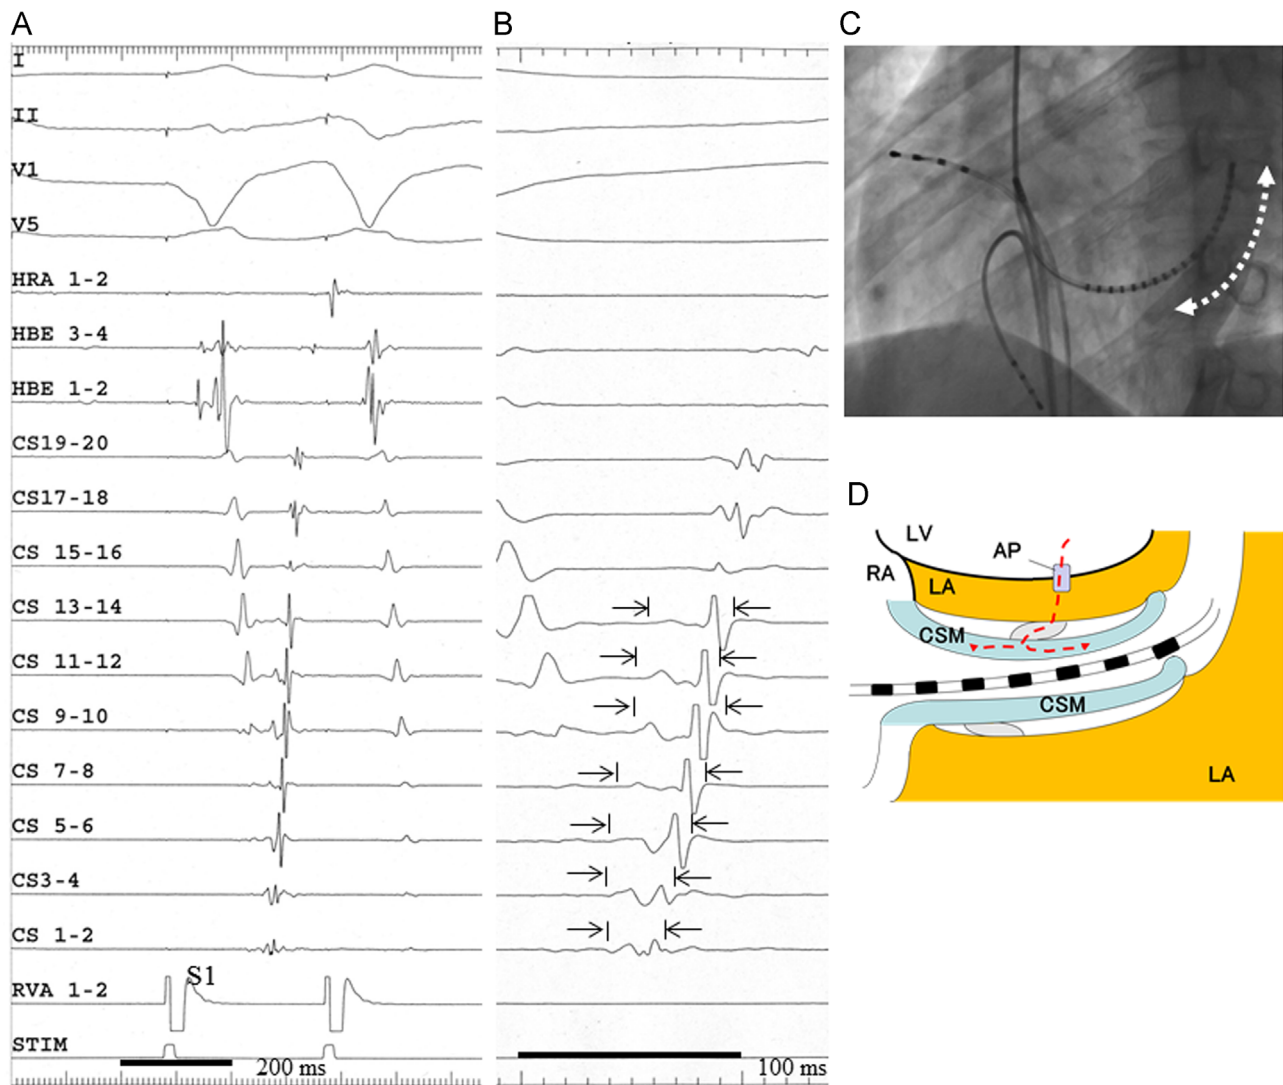 A
I
II
V1
V5
HRA 1-2
HBE 3-4
HBE 1-2
CS19-20
CS17-18
CS 15-16
CS 13-14
CS 11-12
CS 9-10
CS 7-8
CS 5-6
CS3-4
CS 1-2
RVA 1-2
S1
STIM
200 ms
B
100 ms
C
D
LV
AP
RA
LA
CSM
CSM
LA